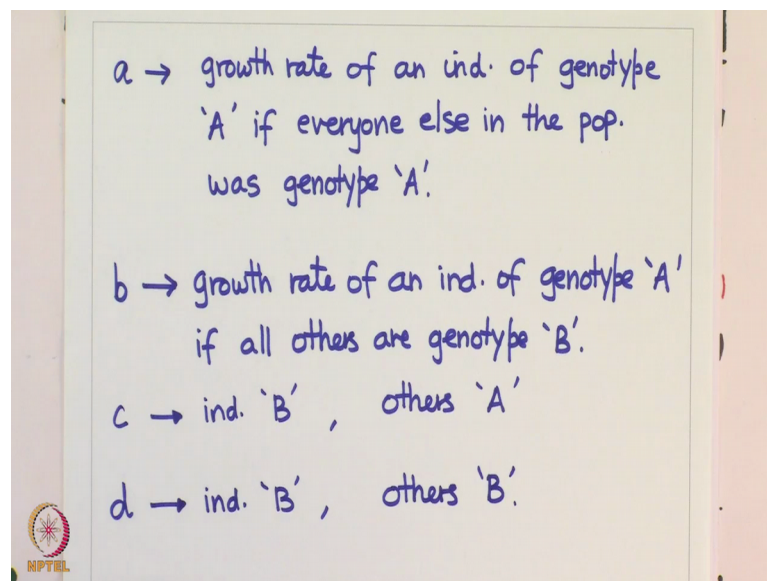 a → growth rate of an ind. of genotype
'A' if everyone else in the pop.
was genotype 'A'.
b → growth rate of an ind. of genotype 'A'
if all others are genotype 'B'.
c → ind. 'B', others 'A'
d → ind. 'B', others 'B'.
NPTEL